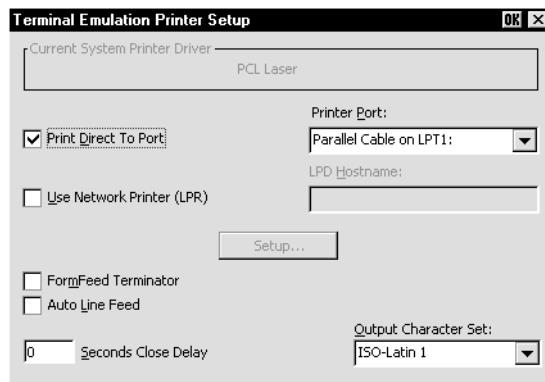 Terminal Emulation Printer Setup OK ×
Current System Printer Driver
PCL Laser
Printer Port:
Print Direct To Port
Parallel Cable on LPT1:
LPD Hostname:
Use Network Printer (LPR)
Setup...
FormFeed Terminator
Auto Line Feed
Output Character Set:
0 Seconds Close Delay
ISO-Latin 1